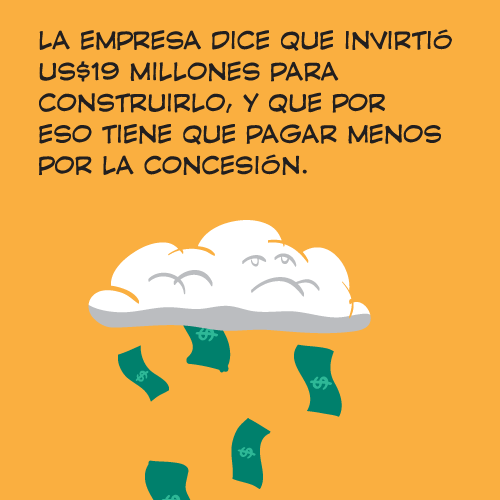 LA EMPRESA DICE QUE INVIRTIÓ
US$19 MILLONES PARA
CONSTRUIRLO, Y QUE POR
ESO TIENE QUE PAGAR MENOS
POR LA CONCESIÓN.
$
$
$
$
$